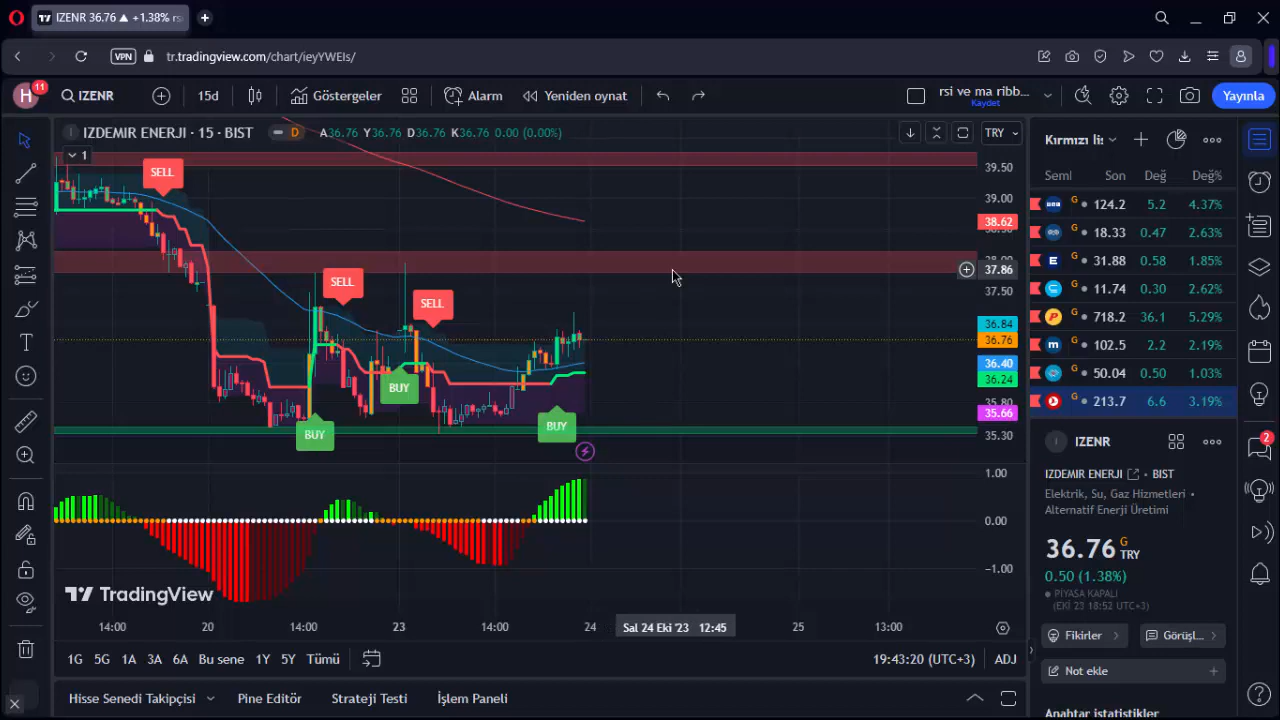 IZENR 36.76 ▲ +1.38% rs
VPN
tr.tradingview.com/chart/ieyYWEIs/
H 11
IZENR
15d
Göstergeler
Alarm
Yeniden oynat
rsi ve ma ribb...
Kaydet
Yayınla
IZDEMIR ENERJI · 15 · BIST
D
A36.76 Y36.76 D36.76 K36.76 0.00 (0.00%)
TRY
1
SELL
SELL
SELL
BUY
BUY
BUY
39.50
39.00
38.62
37.86
37.50
36.84
36.76
36.40
36.24
35.80
35.66
35.30
1.00
0.00
−1.00
TradingView
14:00
20
14:00
23
14:00
24
Sal 24 Eki '23 12:45
25
13:00
1G 5G 1A 3A 6A Bu sene 1Y 5Y Tümü
19:43:20 (UTC+3)
ADJ
Hisse Senedi Takipçisi
Pine Editör
Strateji Testi
İşlem Paneli
Kırmızı lis
Seml Son Değ Değ%
G 124.2 5.2 4.37%
G 18.33 0.47 2.63%
E G 31.88 0.58 1.85%
G 11.74 0.30 2.62%
P G 718.2 36.1 5.29%
m G 102.5 2.2 2.19%
G 50.04 0.50 1.03%
G 213.7 6.6 3.19%
I IZENR
IZDEMIR ENERJI · BIST
Elektrik, Su, Gaz Hizmetleri •
Alternatif Enerji Üretimi
36.76 G TRY
0.50 (1.38%)
PİYASA KAPALI
(EKİ 23 18:52 UTC+3)
Fikirler
Görüşl...
Not ekle
Anahtar istatistikler
2